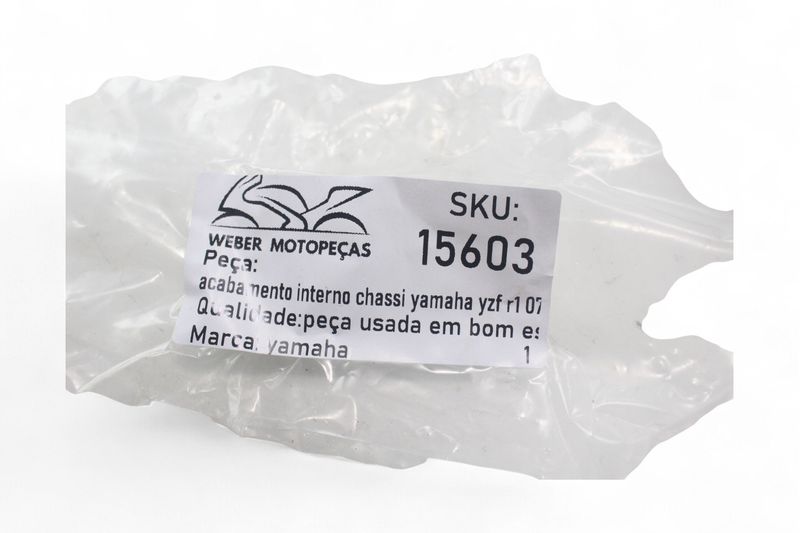 WEBER MOTOPEÇAS
SKU:
15603
Peça:
acabamento interno chassi yamaha yzf r1 07
Qualidade:peça usada em bom es
Marca: yamaha
1